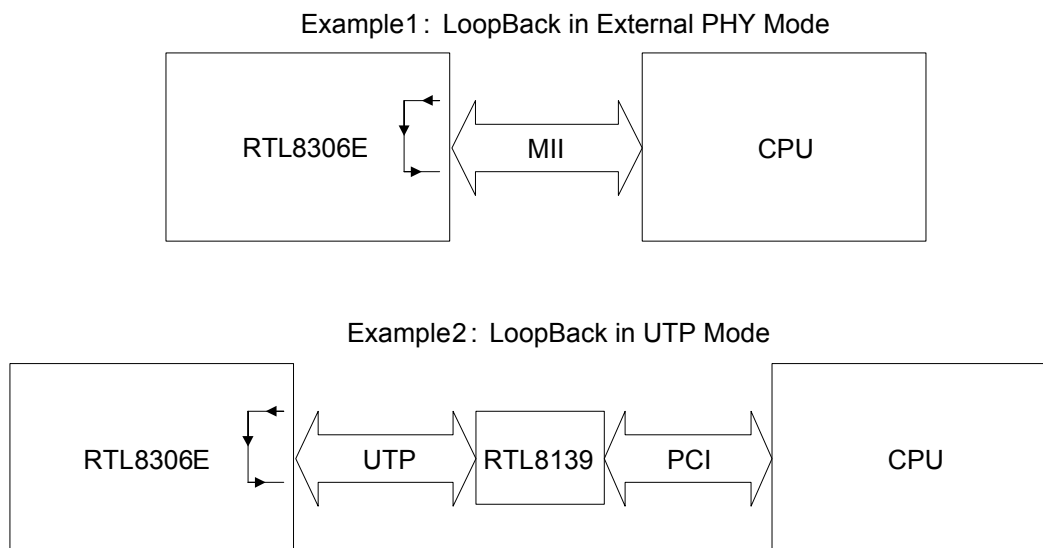 Example1: LoopBack in External PHY Mode
RTL8306E
MII
CPU
Example2: LoopBack in UTP Mode
RTL8306E
UTP
RTL8139
PCI
CPU